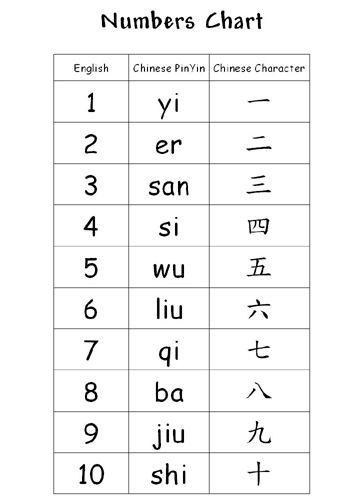 Numbers Chart
English Chinese PinYin Chinese Character
1 yi 一
2 er 二
3 san 三
4 si 四
5 wu 五
6 liu 六
7 qi 七
8 ba 八
9 jiu 九
10 shi 十